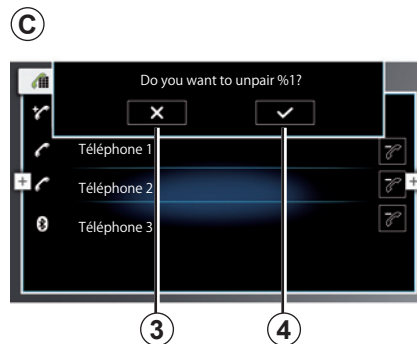 C
Do you want to unpair %1?
Téléphone 1
Téléphone 2
Téléphone 3
3
4